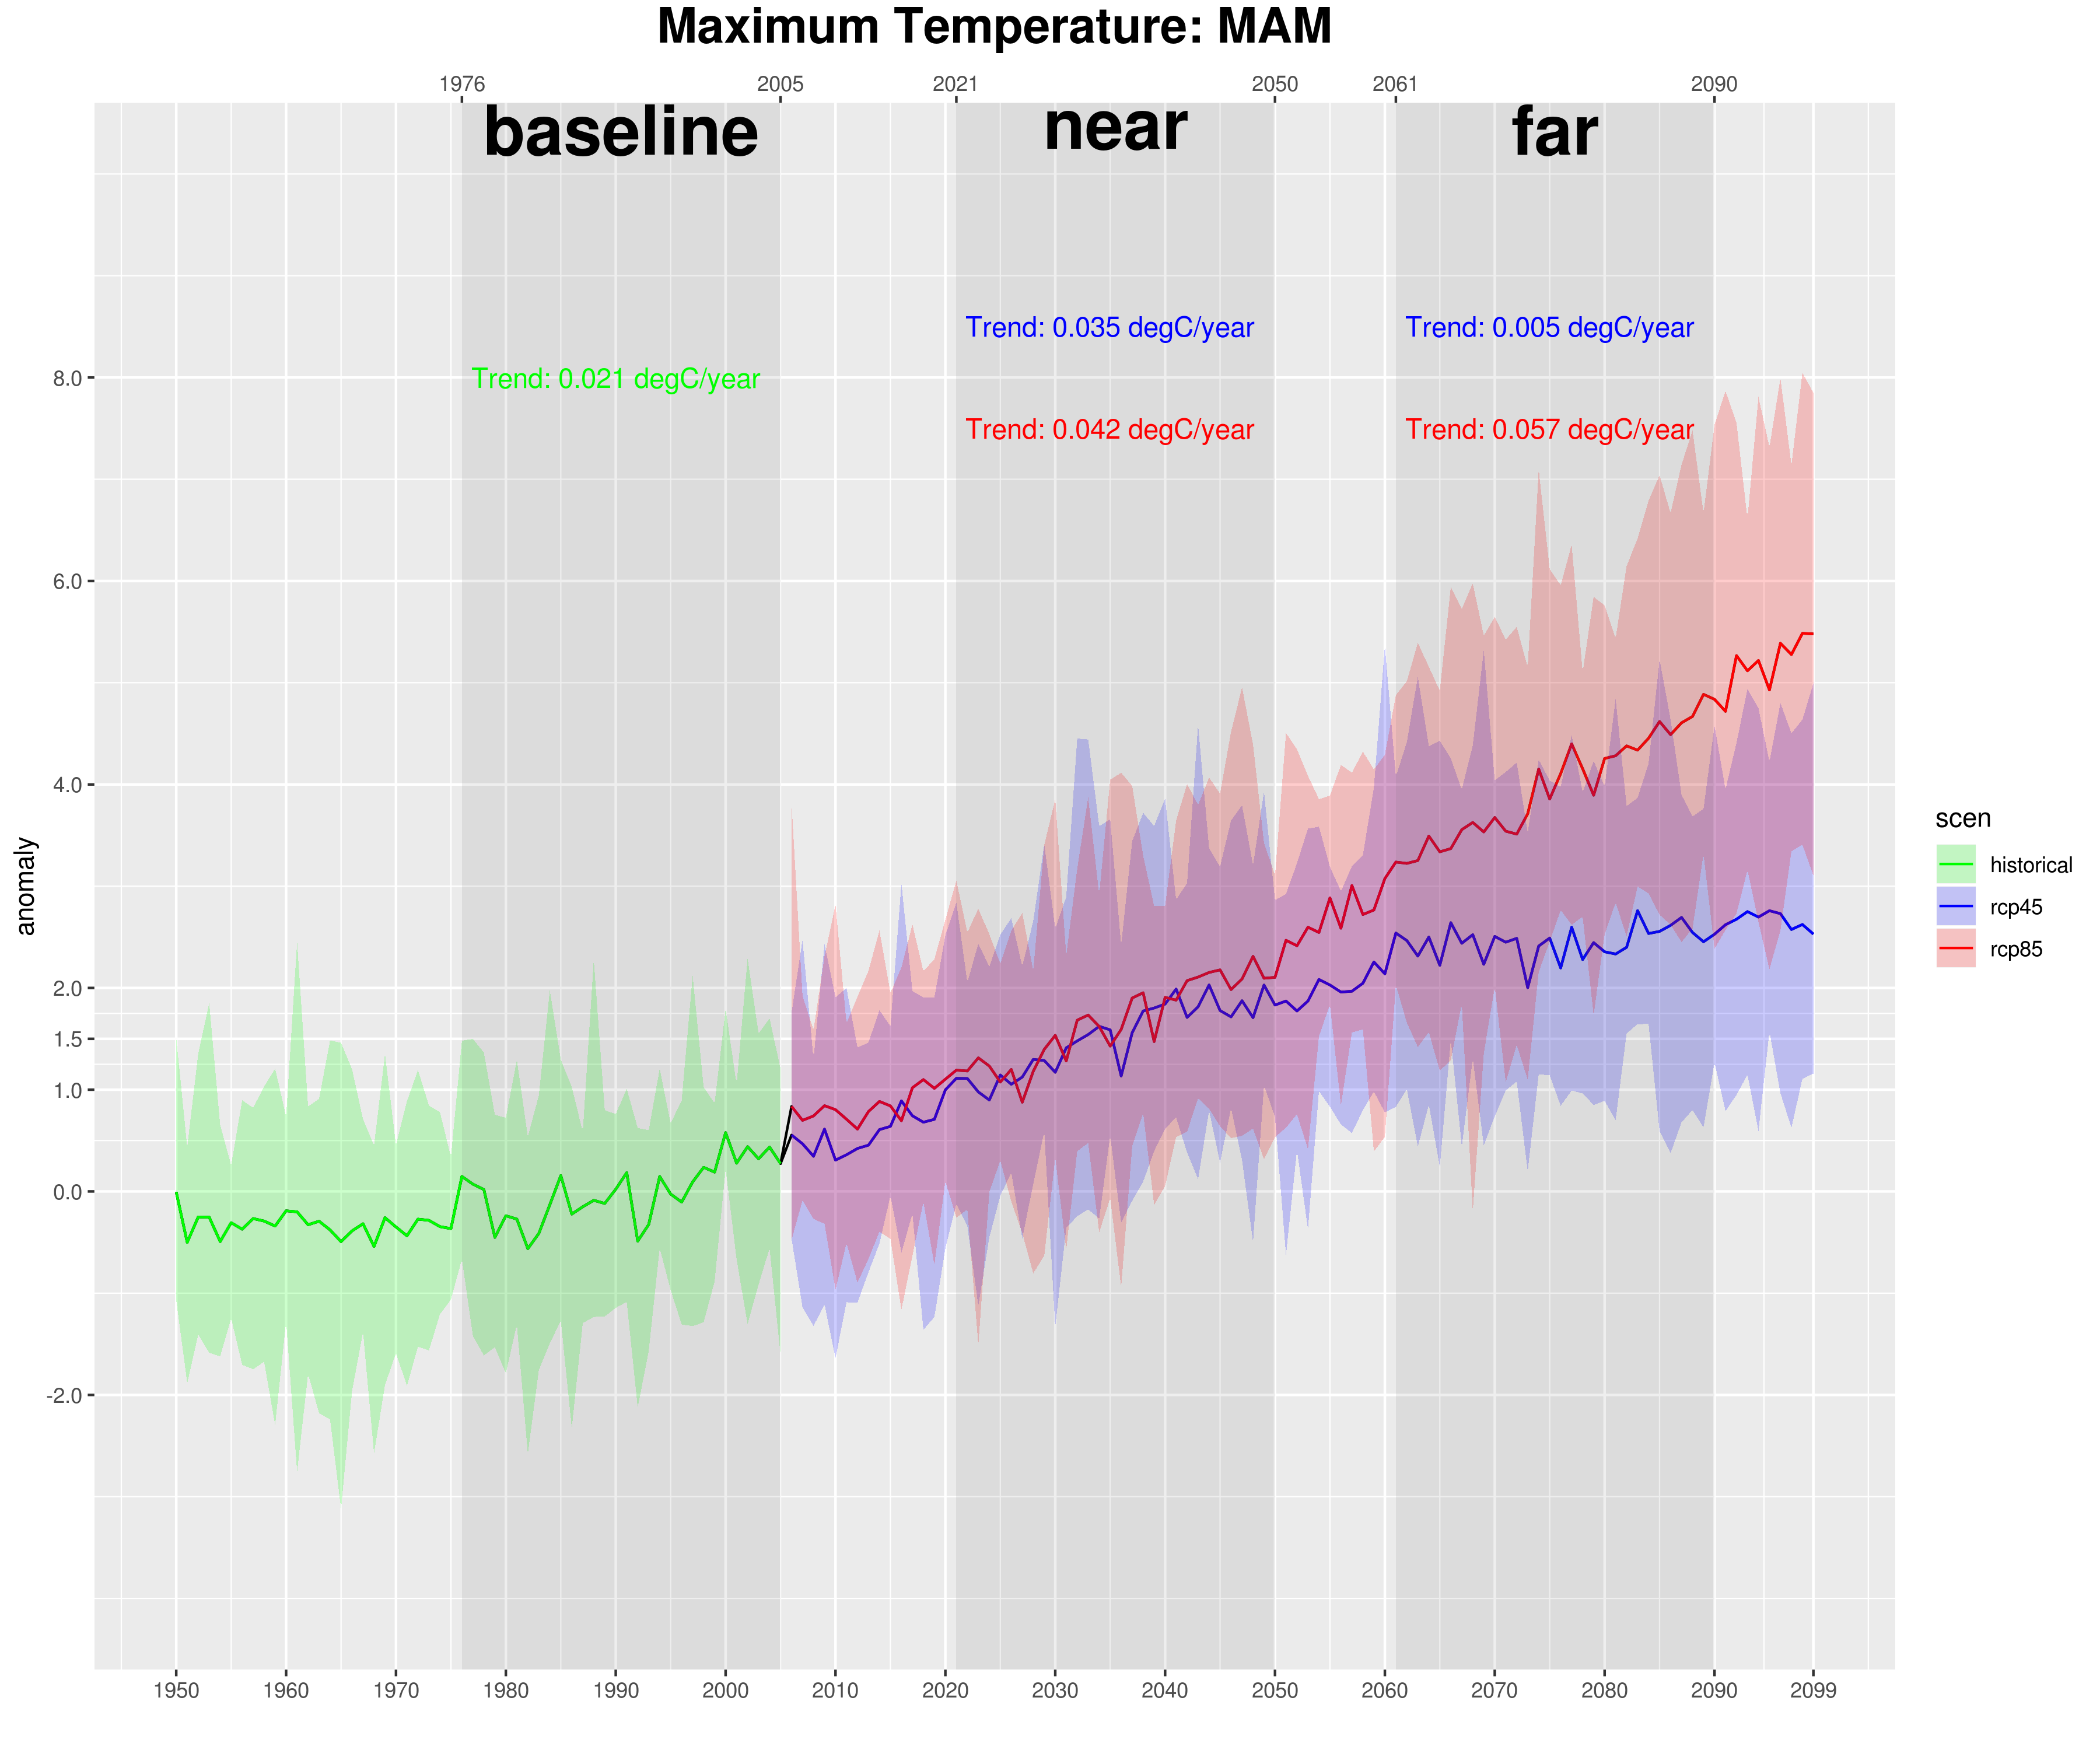 Maximum Temperature: MAM
1976 2005 2021 2050 2061 2090
baseline near far
Trend: 0.035 degC/year Trend: 0.005 degC/year
8.0
Trend: 0.021 degC/year
Trend: 0.042 degC/year Trend: 0.057 degC/year
6.0
4.0
2.0
1.5
1.0
0.0
-2.0
anomaly
scen
historical
rcp45
rcp85
1950 1960 1970 1980 1990 2000 2010 2020 2030 2040 2050 2060 2070 2080 2090 2099